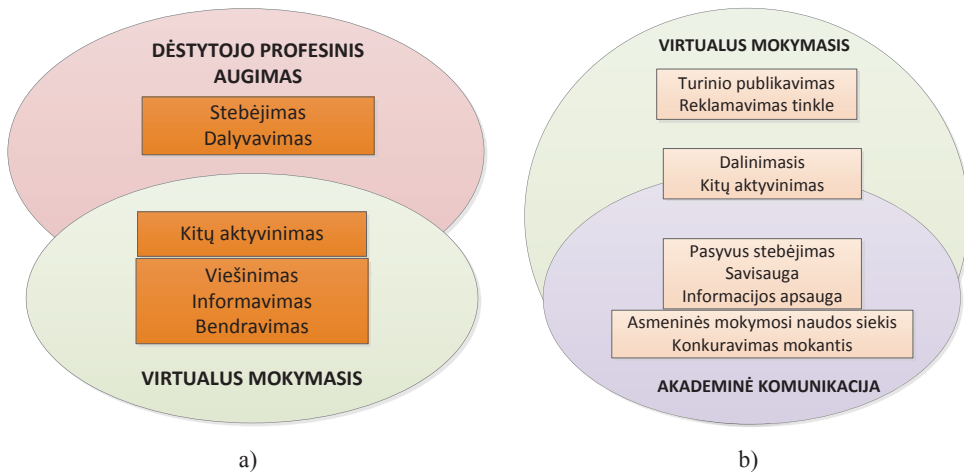 DĖSTYTOJO PROFESINIS
AUGIMAS
Stebėjimas
Dalyvavimas
Kitų aktyvinimas
Viešinimas
Informavimas
Bendravimas
VIRTUALUS MOKYMASIS
a)
VIRTUALUS MOKYMASIS
Turinio publikavimas
Reklamavimas tinkle
Dalinimasis
Kitų aktyvinimas
Pasyvus stebėjimas
Savisauga
Informacijos apsauga
Asmeninės mokymosi naudos siekis
Konkuravimas mokantis
AKADEMINĖ KOMUNIKACIJA
b)